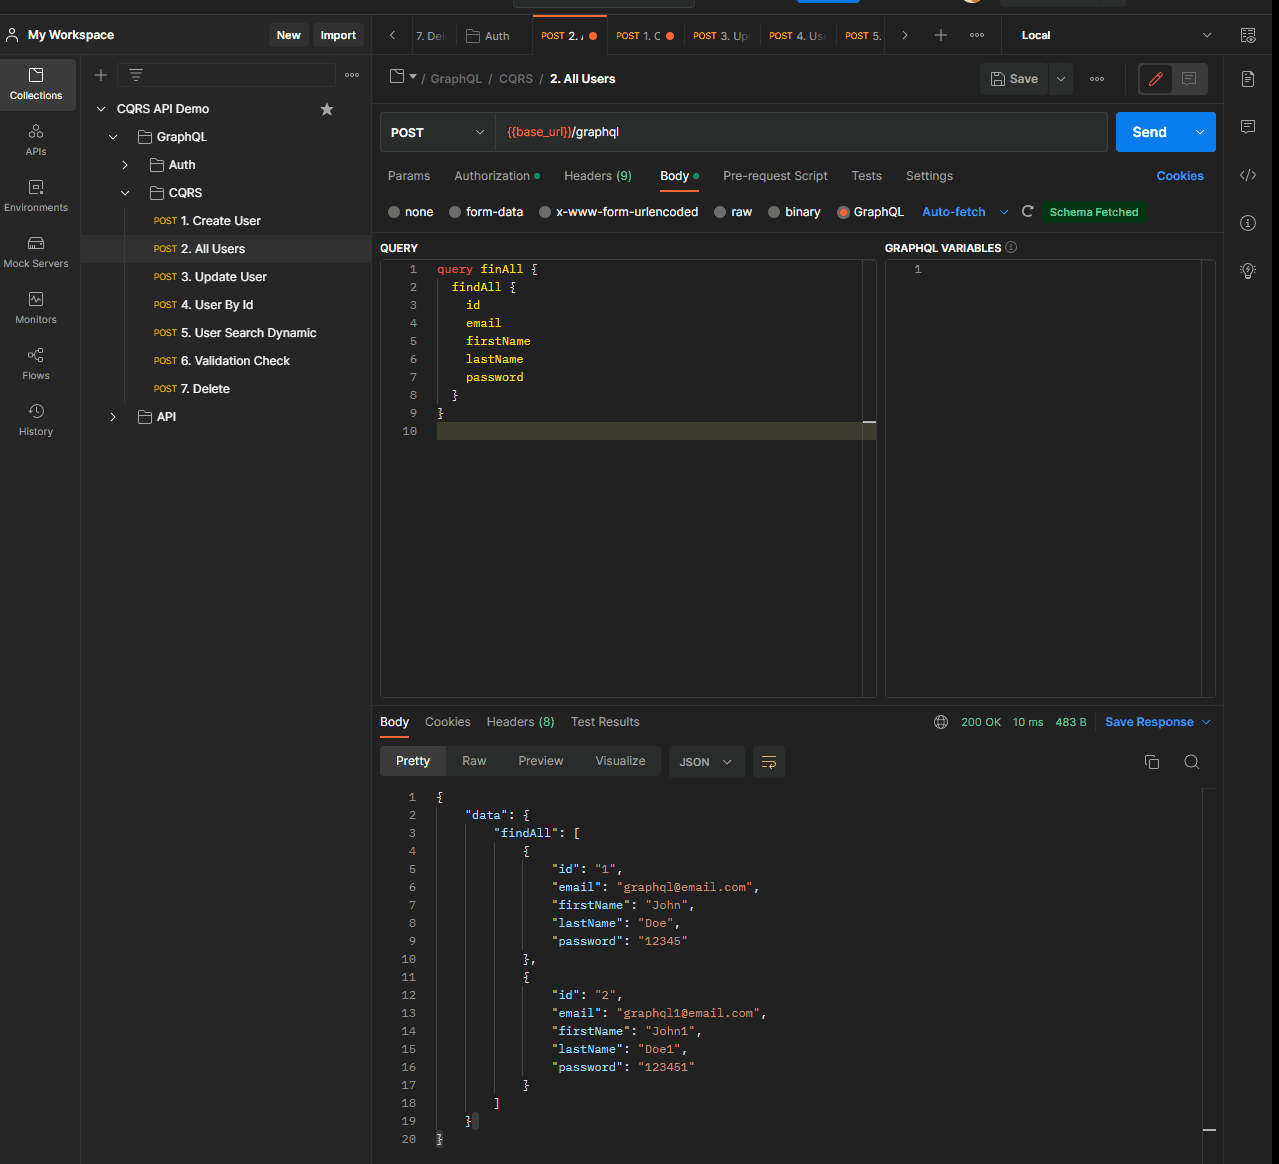 My Workspace
New
Import
7. Del
Auth
POST 2. A
POST 1. C
POST 3. Up
POST 4. Us
POST 5.
Local
Collections
APIs
Environments
Mock Servers
Monitors
Flows
History
CQRS API Demo
GraphQL
Auth
CQRS
POST 1. Create User
POST 2. All Users
POST 3. Update User
POST 4. User By Id
POST 5. User Search Dynamic
POST 6. Validation Check
POST 7. Delete
API
/ GraphQL / CQRS / 2. All Users
Save
POST
{{base_url}}/graphql
Send
Params Authorization Headers (9) Body Pre-request Script Tests Settings Cookies
none form-data x-www-form-urlencoded raw binary GraphQL Auto-fetch Schema Fetched
QUERY
1 query finAll {
2 findAll {
3 id
4 email
5 firstName
6 lastName
7 password
8 }
9 }
10
GRAPHQL VARIABLES
1
Body Cookies Headers (8) Test Results 200 OK 10 ms 483 B Save Response
Pretty Raw Preview Visualize JSON
1 {
2 "data": {
3 "findAll": [
4 {
5 "id": "1",
6 "email": "graphql@email.com",
7 "firstName": "John",
8 "lastName": "Doe",
9 "password": "12345"
10 },
11 {
12 "id": "2",
13 "email": "graphql1@email.com",
14 "firstName": "John1",
15 "lastName": "Doe1",
16 "password": "123451"
17 }
18 ]
19 }
20 }